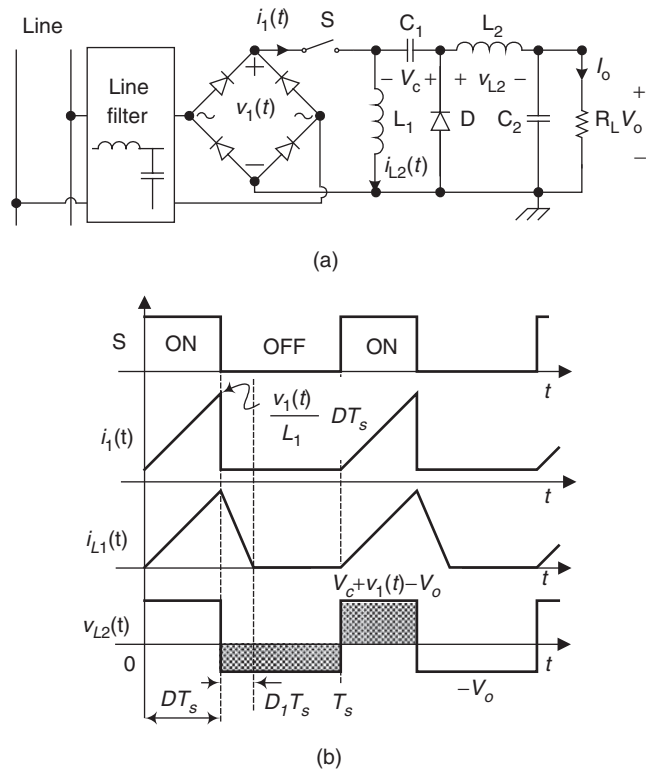 Line
i1(t)
S
C1
L2
Line
filter
+
v1(t)
~
~
−
− Vc +
+ vL2 −
Io
+
L1
D
C2
RL Vo
−
iL2(t)
(a)
S
ON
OFF
ON
t
v1(t)
L1
DTs
i1(t)
t
iL1(t)
t
Vc+v1(t)−Vo
vL2(t)
0
t
−Vo
DTs
D1Ts
Ts
(b)